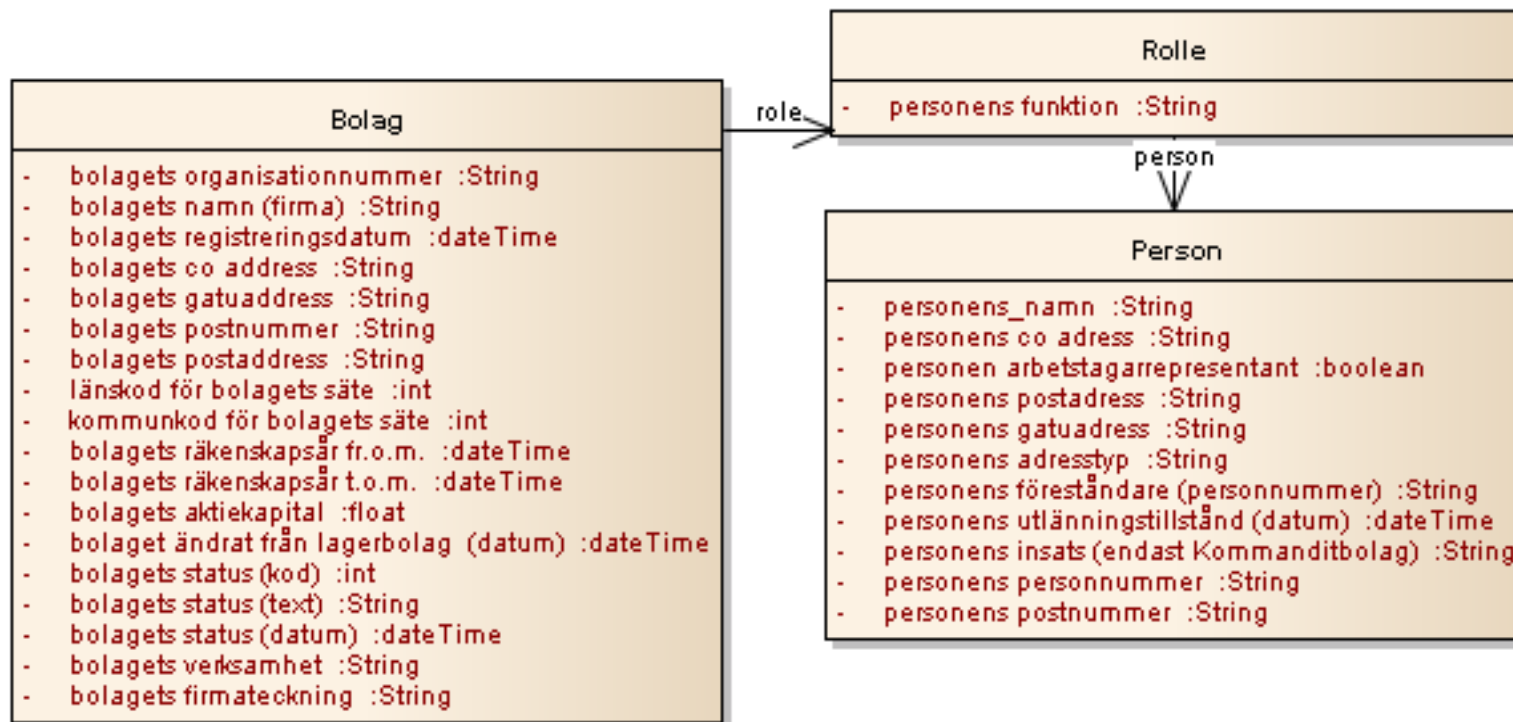 Bolag
- bolagets organisationnummer :String
- bolagets namn (firma) :String
- bolagets registreringsdatum :dateTime
- bolagets co address :String
- bolagets gatuaddress :String
- bolagets postnummer :String
- bolagets postaddress :String
- länskod för bolagets säte :int
- kommunkod för bolagets säte :int
- bolagets räkenskapsår fr.o.m. :dateTime
- bolagets räkenskapsår t.o.m. :dateTime
- bolagets aktiekapital :float
- bolaget ändrat från lagerbolag (datum) :dateTime
- bolagets status (kod) :int
- bolagets status (text) :String
- bolagets status (datum) :dateTime
- bolagets verksamhet :String
- bolagets firmateckning :String
role
Rolle
- personens funktion :String
person
Person
- personens_namn :String
- personens co adress :String
- personen arbetstagarrepresentant :boolean
- personens postadress :String
- personens gatuadress :String
- personens adresstyp :String
- personens föreståndare (personnummer) :String
- personens utlänningstillstånd (datum) :dateTime
- personens insats (endast Kommanditbolag) :String
- personens personnummer :String
- personens postnummer :String